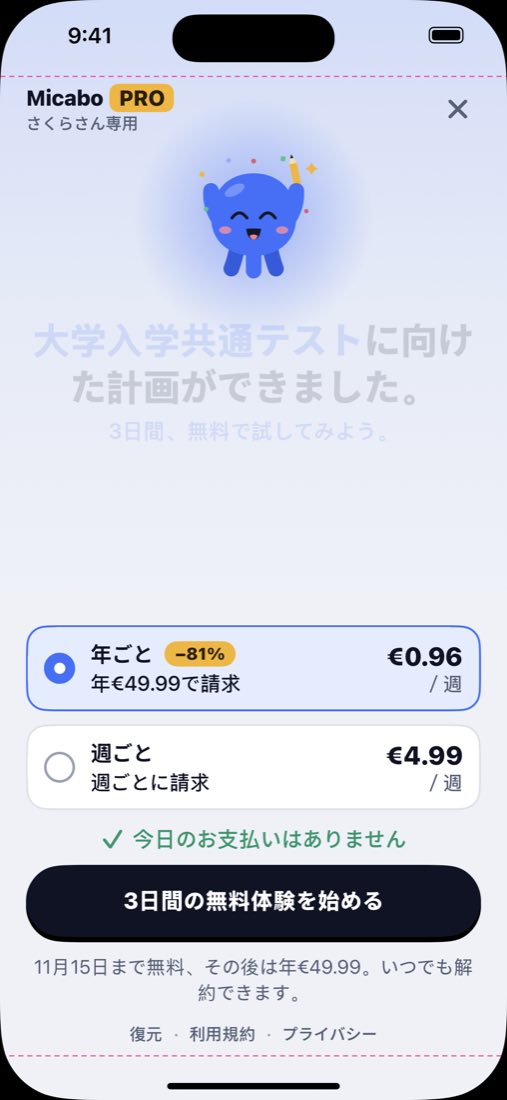 9:41
Micabo PRO
さくらさん専用
大学入学共通テストに向け
た計画ができました。
3日間、無料で試してみよう。
年ごと −81%
年€49.99で請求
€0.96
/ 週
週ごと
週ごとに請求
€4.99
/ 週
✓ 今日のお支払いはありません
3日間の無料体験を始める
11月15日まで無料、その後は年€49.99。いつでも解
約できます。
復元 · 利用規約 · プライバシー